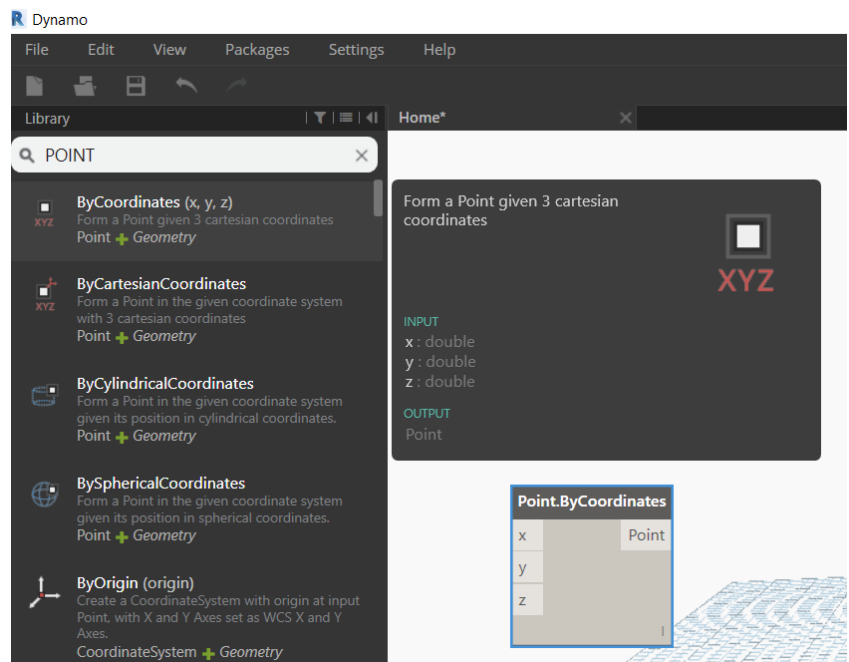 Dynamo
File Edit View Packages Settings Help
Library
Home*
POINT
ByCoordinates (x, y, z)
Form a Point given 3 cartesian coordinates
Point + Geometry
XYZ
ByCartesianCoordinates
Form a Point in the given coordinate system
with 3 cartesian coordinates
Point + Geometry
XYZ
ByCylindricalCoordinates
Form a Point in the given coordinate system
given its position in cylindrical coordinates.
Point + Geometry
BySphericalCoordinates
Form a Point in the given coordinate system
given its position in spherical coordinates.
Point + Geometry
ByOrigin (origin)
Create a CoordinateSystem with origin at input
Point, with X and Y Axes set as WCS X and Y
Axes.
CoordinateSystem + Geometry
Form a Point given 3 cartesian
coordinates
XYZ
INPUT
x : double
y : double
z : double
OUTPUT
Point
Point.ByCoordinates
x Point
y
z
l